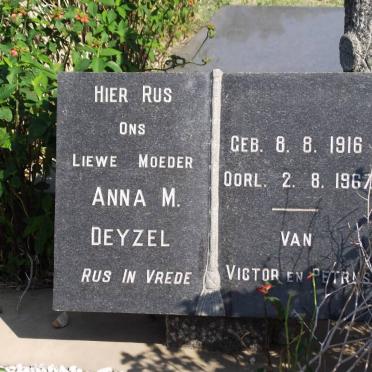 HIER RUS
ONS
LIEWE MOEDER
ANNA M.
DEYZEL
RUS IN VREDE
GEB. 8. 8. 1916
OORL. 2. 8. 1967
VAN
VICTOR EN PETRUS